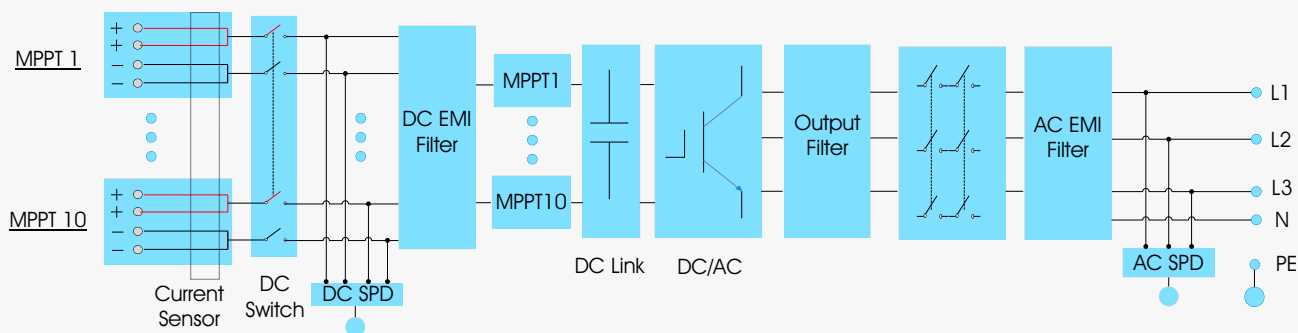 MPPT 1
+
+
−
−
MPPT 10
+
+
−
−
Current
Sensor
DC
Switch
DC SPD
DC EMI
Filter
MPPT1
MPPT10
DC Link
DC/AC
Output
Filter
AC EMI
Filter
AC SPD
L1
L2
L3
N
PE